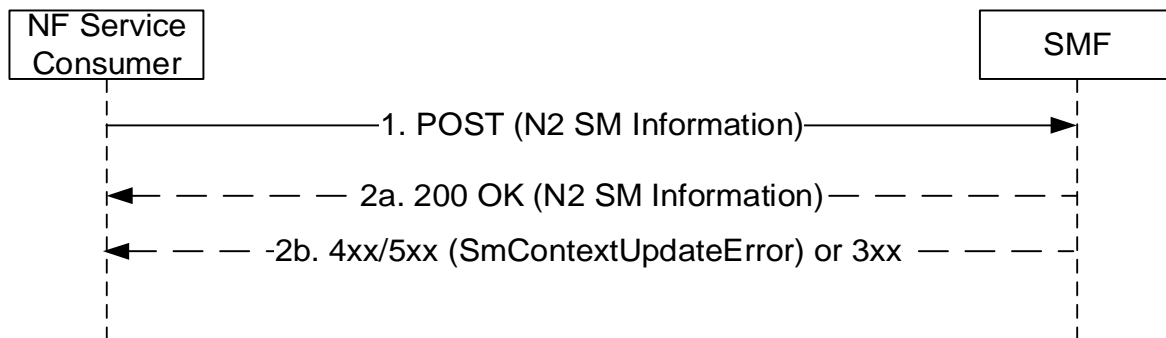 NF Service
Consumer
SMF
1. POST (N2 SM Information)
2a. 200 OK (N2 SM Information)
2b. 4xx/5xx (SmContextUpdateError) or 3xx